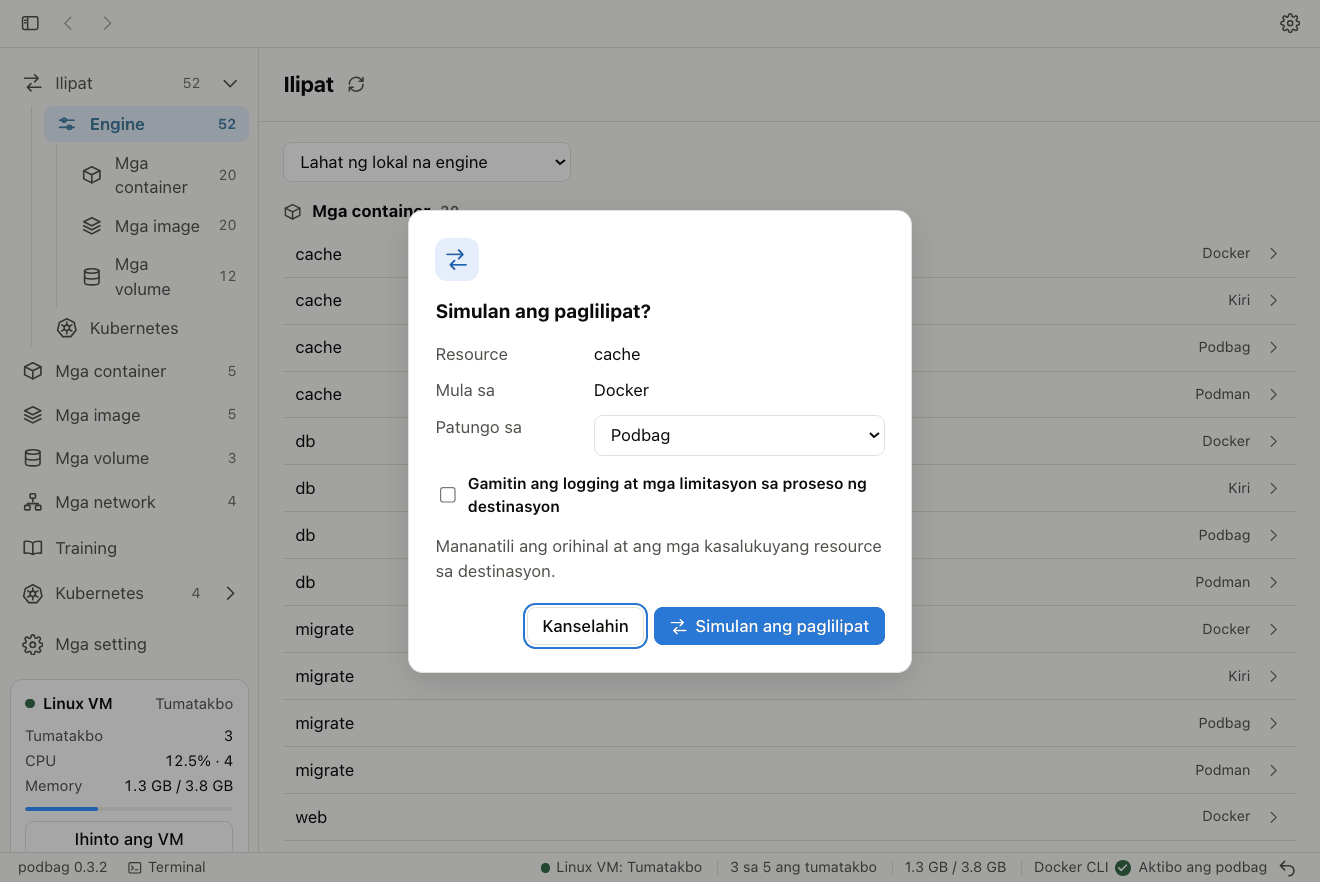 Ilipat 52
Engine 52
Mga
container 20
Mga image 20
Mga
volume 12
Kubernetes
Mga container 5
Mga image 5
Mga volume 3
Mga network 4
Training
Kubernetes 4
Mga setting
Linux VM Tumatakbo
Tumatakbo 3
CPU 12.5% · 4
Memory 1.3 GB / 3.8 GB
Ihinto ang VM
Ilipat
Lahat ng lokal na engine
Mga container 20
cache Docker
cache Kiri
cache Podbag
cache Podman
db Docker
db Kiri
db Podbag
db Podman
migrate Docker
migrate Kiri
migrate Podbag
migrate Podman
web Docker
Simulan ang paglilipat?
Resource cache
Mula sa Docker
Patungo sa Podbag
Gamitin ang logging at mga limitasyon sa proseso ng
destinasyon
Mananatili ang orihinal at ang mga kasalukuyang resource
sa destinasyon.
Kanselahin Simulan ang paglilipat
podbag 0.3.2 Terminal Linux VM: Tumatakbo 3 sa 5 ang tumatakbo 1.3 GB / 3.8 GB Docker CLI Aktibo ang podbag